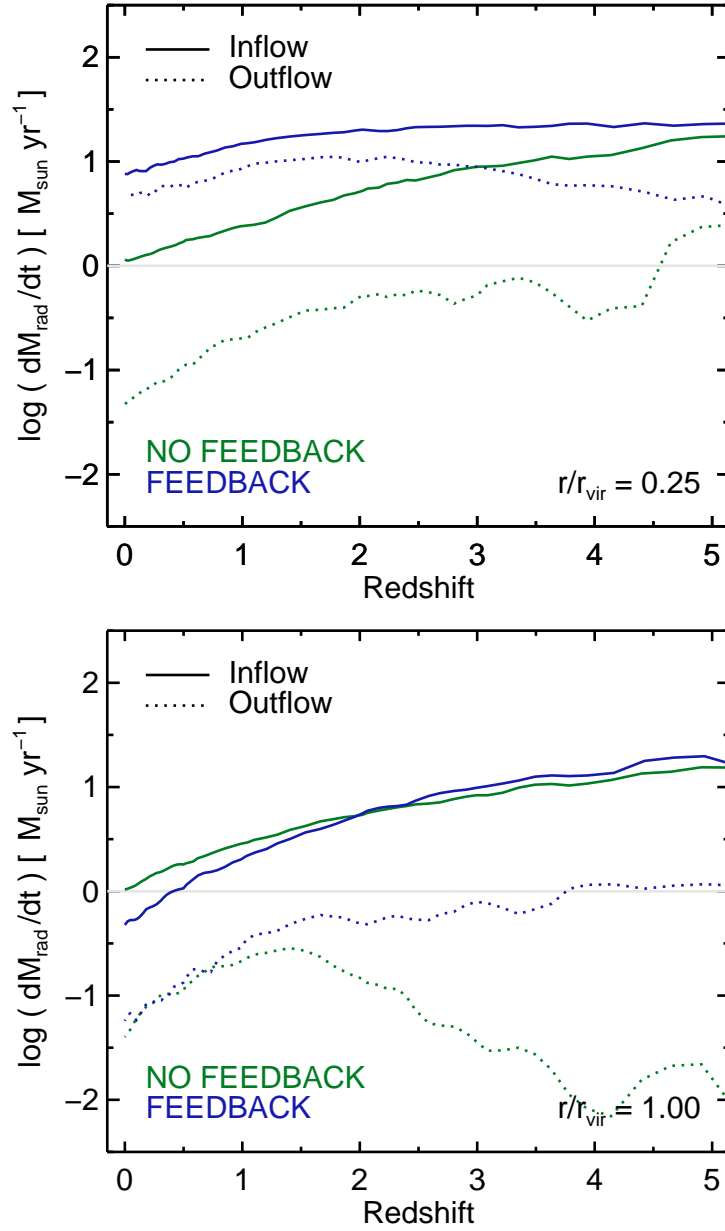 2
1
0
−1
−2
log ( dM_rad/dt ) [ M_sun yr⁻¹ ]
Inflow
Outflow
NO FEEDBACK
FEEDBACK
r/r_vir = 0.25
0 1 2 3 4 5
Redshift
2
1
0
−1
−2
log ( dM_rad/dt ) [ M_sun yr⁻¹ ]
Inflow
Outflow
NO FEEDBACK
FEEDBACK
r/r_vir = 1.00
0 1 2 3 4 5
Redshift